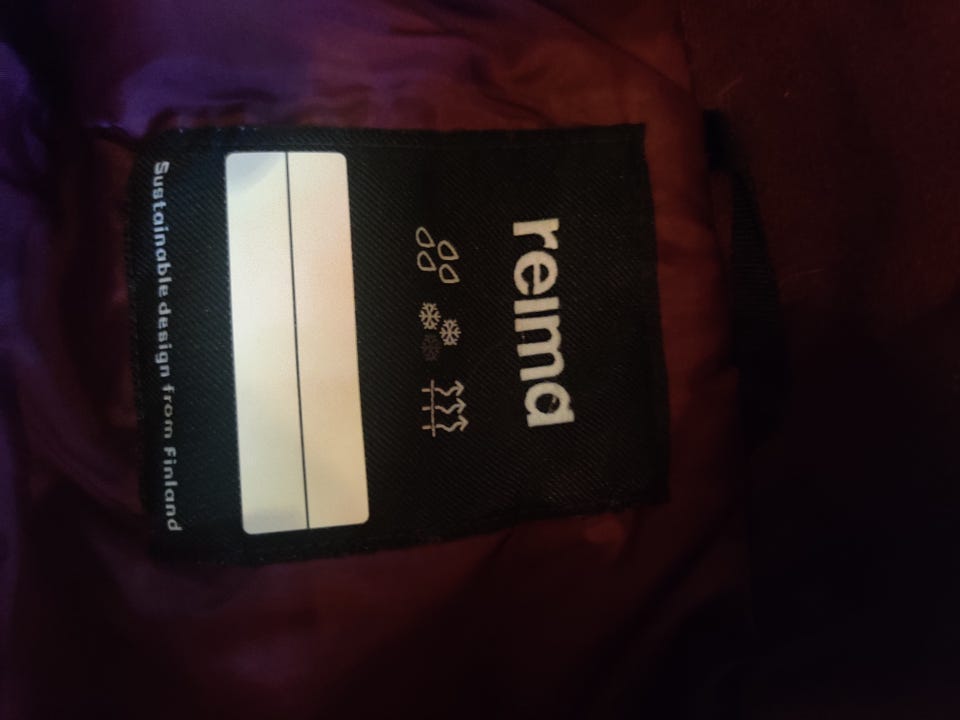 reima
Sustainable design from Finland